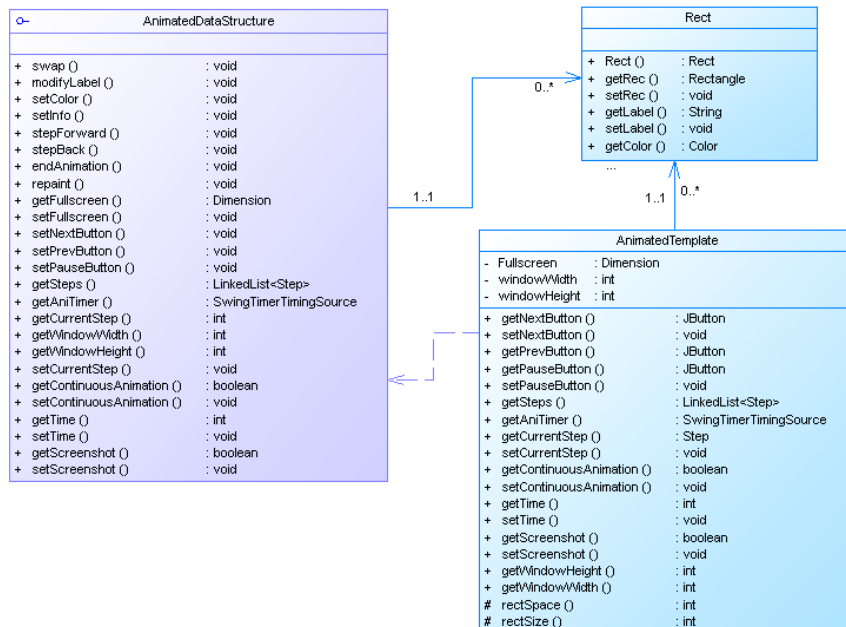 AnimatedDataStructure
+ swap () : void
+ modifyLabel () : void
+ setColor () : void
+ setInfo () : void
+ stepForward () : void
+ stepBack () : void
+ endAnimation () : void
+ repaint () : void
+ getFullscreen () : Dimension
+ setFullscreen () : void
+ setNextButton () : void
+ setPrevButton () : void
+ setPauseButton () : void
+ getSteps () : LinkedList<Step>
+ getAniTimer () : SwingTimerTimingSource
+ getCurrentStep () : int
+ getWindowWidth () : int
+ getWindowHeight () : int
+ setCurrentStep () : void
+ getContinuousAnimation () : boolean
+ setContinuousAnimation () : void
+ getTime () : int
+ setTime () : void
+ getScreenshot () : boolean
+ setScreenshot () : void
1..1
0..*
Rect
+ Rect () : Rect
+ getRec () : Rectangle
+ setRec () : void
+ getLabel () : String
+ setLabel () : void
+ getColor () : Color
...
1..1
0..*
AnimatedTemplate
- Fullscreen : Dimension
- windowWidth : int
- windowHeight : int
+ getNextButton () : JButton
+ setNextButton () : void
+ getPrevButton () : JButton
+ getPauseButton () : JButton
+ setPauseButton () : void
+ getSteps () : LinkedList<Step>
+ getAniTimer () : SwingTimerTimingSource
+ getCurrentStep () : Step
+ setCurrentStep () : void
+ getContinuousAnimation () : boolean
+ setContinuousAnimation () : void
+ getTime () : int
+ setTime () : void
+ getScreenshot () : boolean
+ setScreenshot () : void
+ getWindowHeight () : int
+ getWindowWidth () : int
# rectSpace () : int
# rectSize () : int